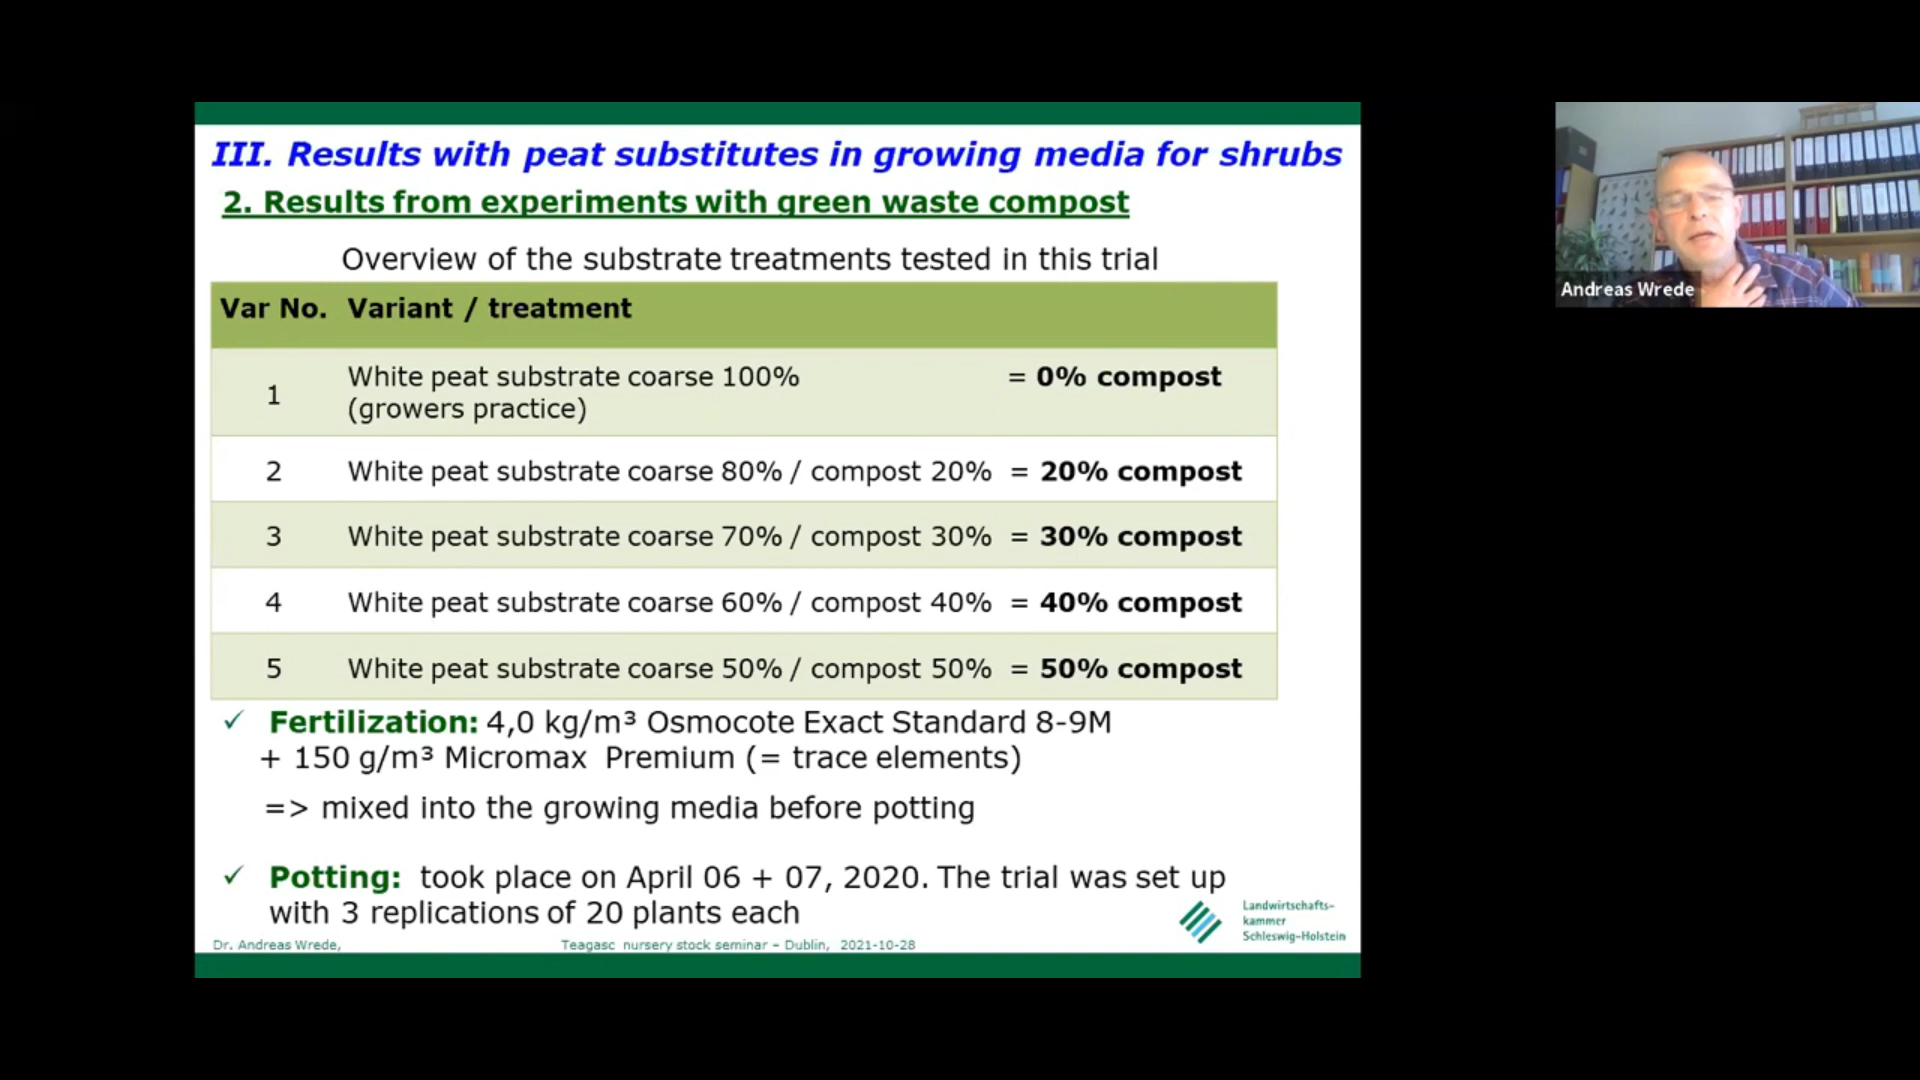 III. Results with peat substitutes in growing media for shrubs
2. Results from experiments with green waste compost
Overview of the substrate treatments tested in this trial
Var No. Variant / treatment
1 White peat substrate coarse 100% = 0% compost
(growers practice)
2 White peat substrate coarse 80% / compost 20% = 20% compost
3 White peat substrate coarse 70% / compost 30% = 30% compost
4 White peat substrate coarse 60% / compost 40% = 40% compost
5 White peat substrate coarse 50% / compost 50% = 50% compost
✓ Fertilization: 4,0 kg/m³ Osmocote Exact Standard 8-9M
+ 150 g/m³ Micromax Premium (= trace elements)
=> mixed into the growing media before potting
✓ Potting: took place on April 06 + 07, 2020. The trial was set up
with 3 replications of 20 plants each
Landwirtschafts-
kammer
Schleswig-Holstein
Dr. Andreas Wrede, Teagasc nursery stock seminar – Dublin, 2021-10-28
Andreas Wrede